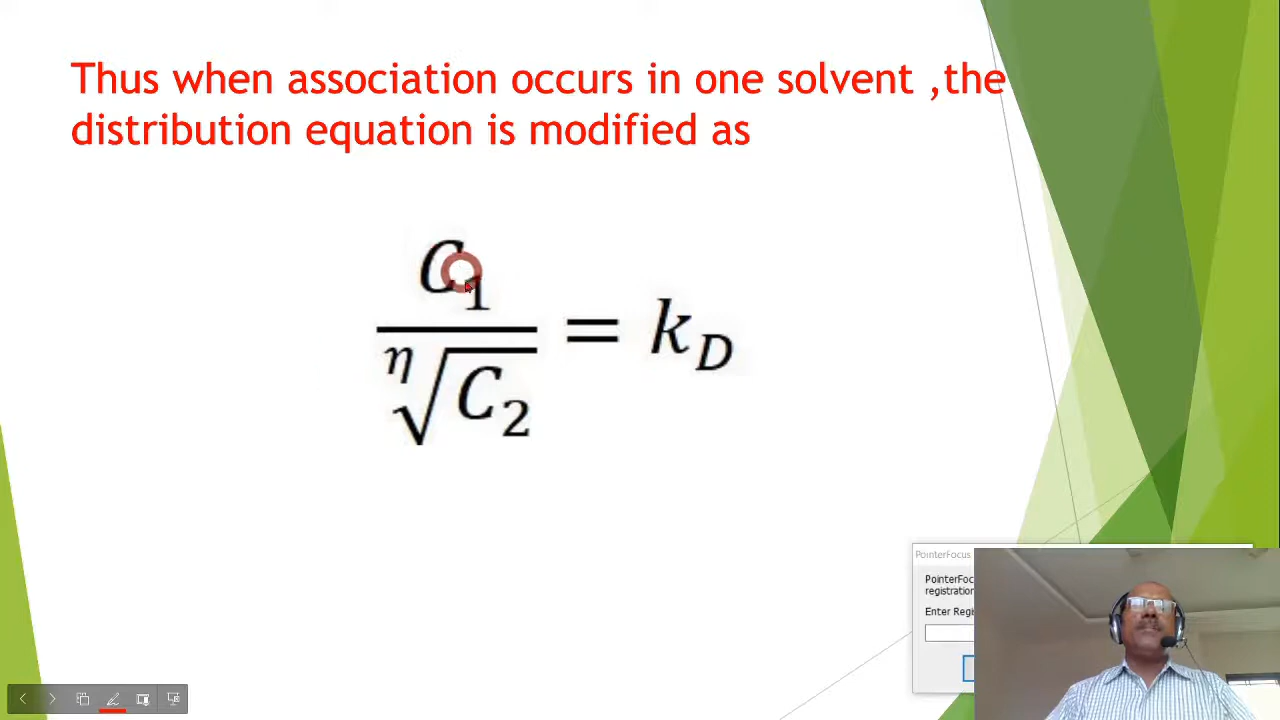 Thus when association occurs in one solvent ,the
distribution equation is modified as
C₁
η√C₂
= k_D
PointerFocus
PointerFoc
registration
Enter Regi